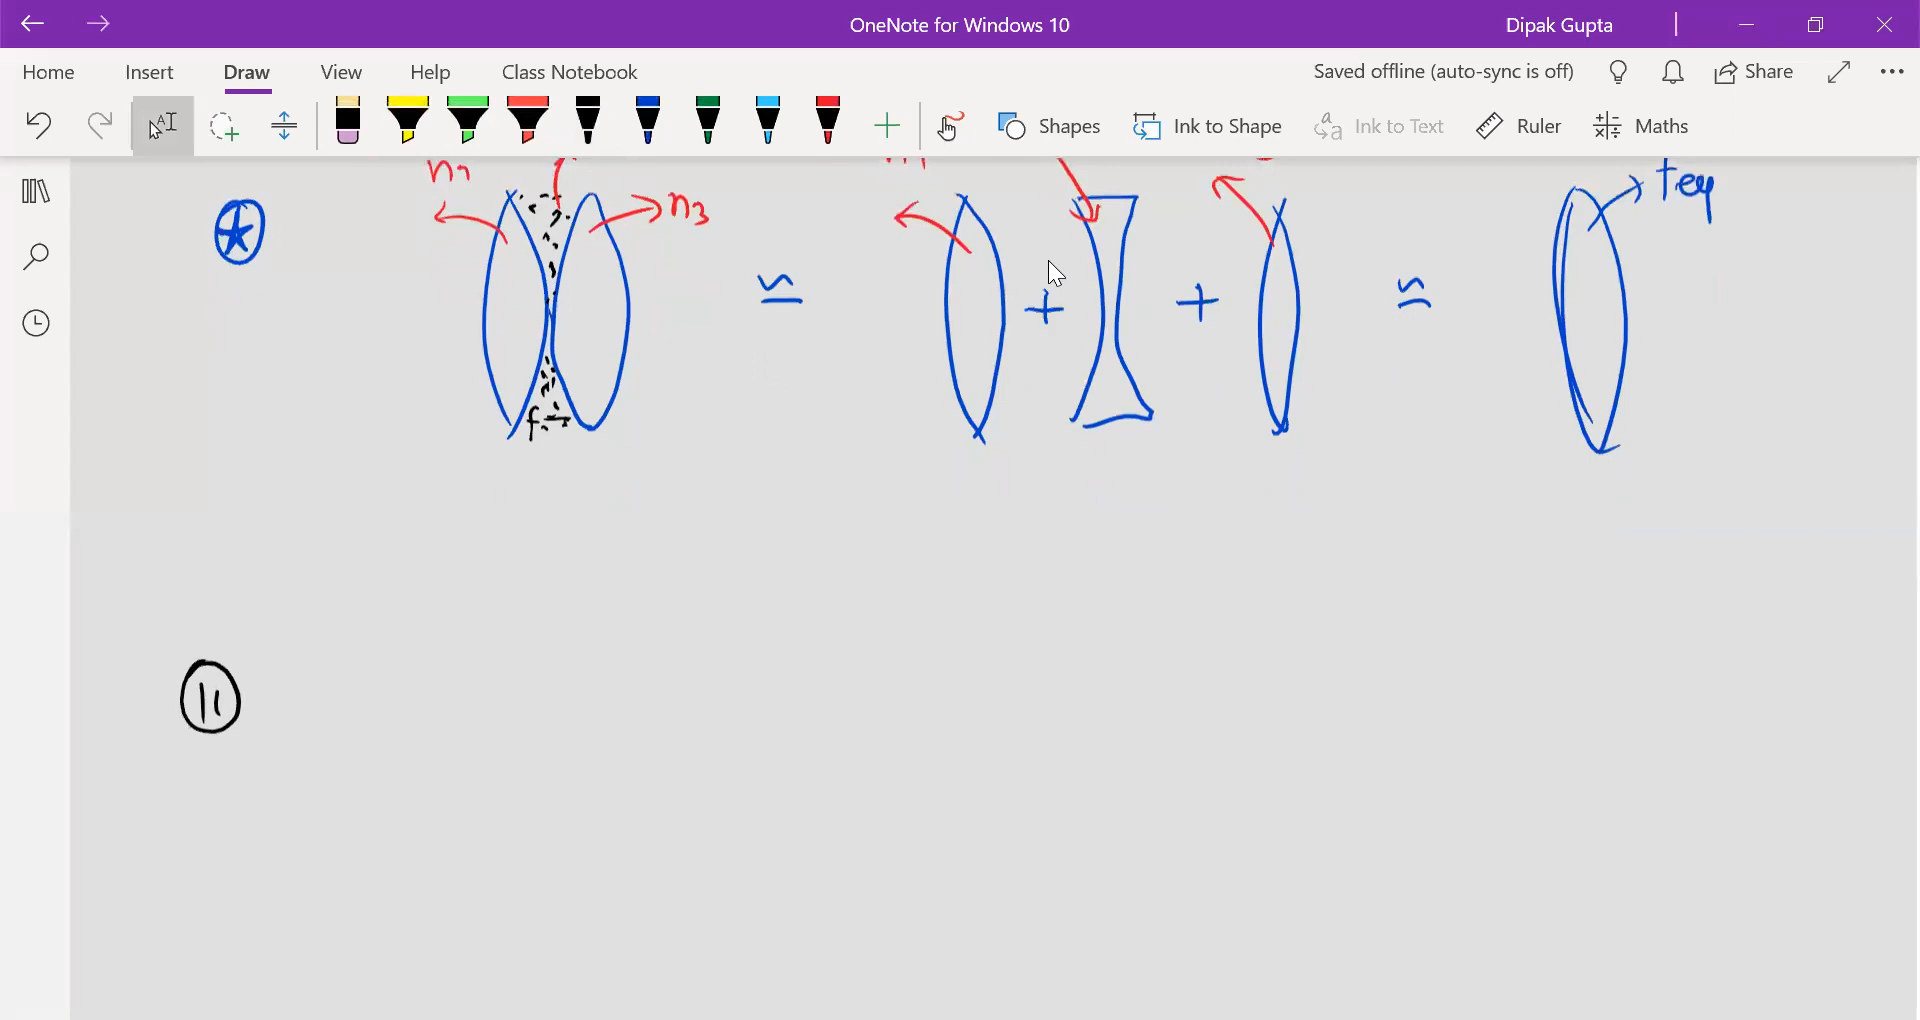 OneNote for Windows 10 Dipak Gupta
Home Insert Draw View Help Class Notebook Saved offline (auto-sync is off) Share
Shapes Ink to Shape Ink to Text Ruler Maths
n₃
+ + feq
11